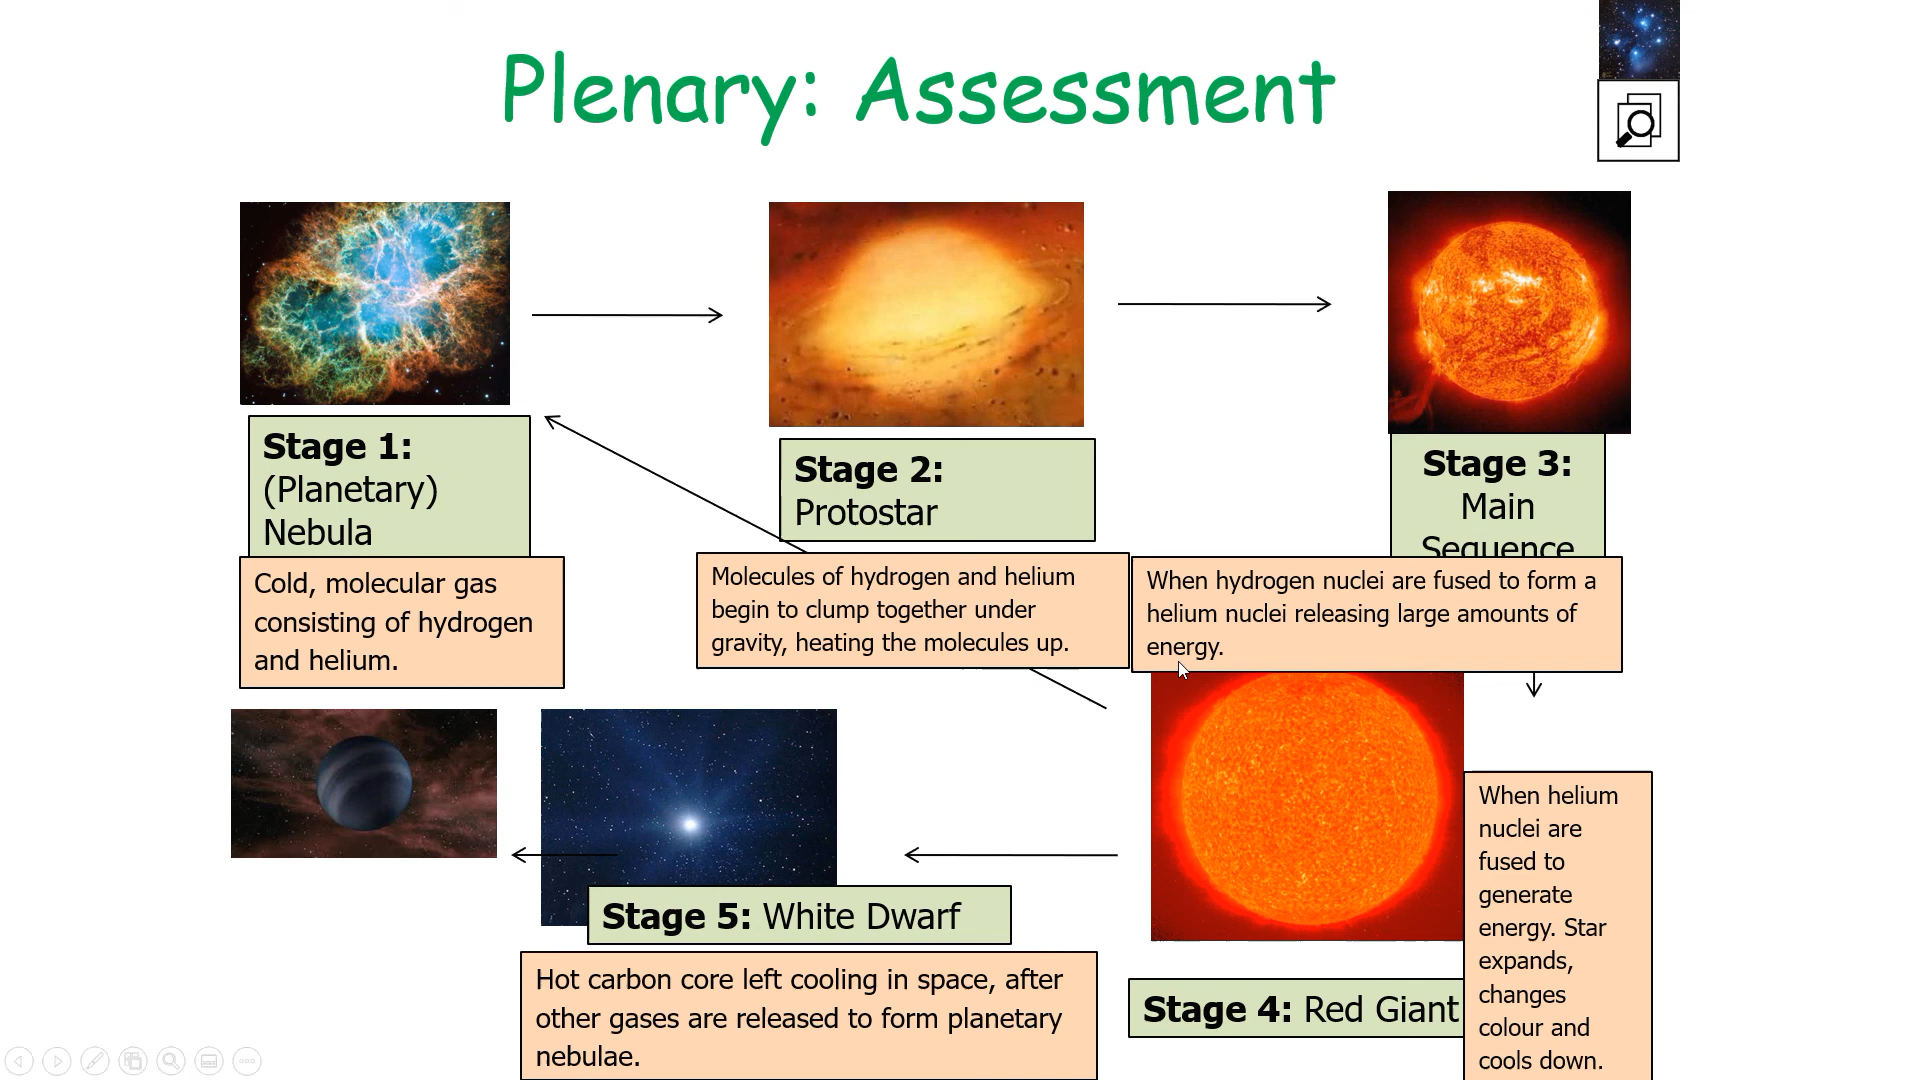 Plenary: Assessment
Stage 1:
(Planetary)
Nebula
Cold, molecular gas
consisting of hydrogen
and helium.
Stage 2:
Protostar
Molecules of hydrogen and helium
begin to clump together under
gravity, heating the molecules up.
Stage 3:
Main
Sequence
When hydrogen nuclei are fused to form a
helium nuclei releasing large amounts of
energy.
Stage 4: Red Giant
When helium
nuclei are
fused to
generate
energy. Star
expands,
changes
colour and
cools down.
Stage 5: White Dwarf
Hot carbon core left cooling in space, after
other gases are released to form planetary
nebulae.